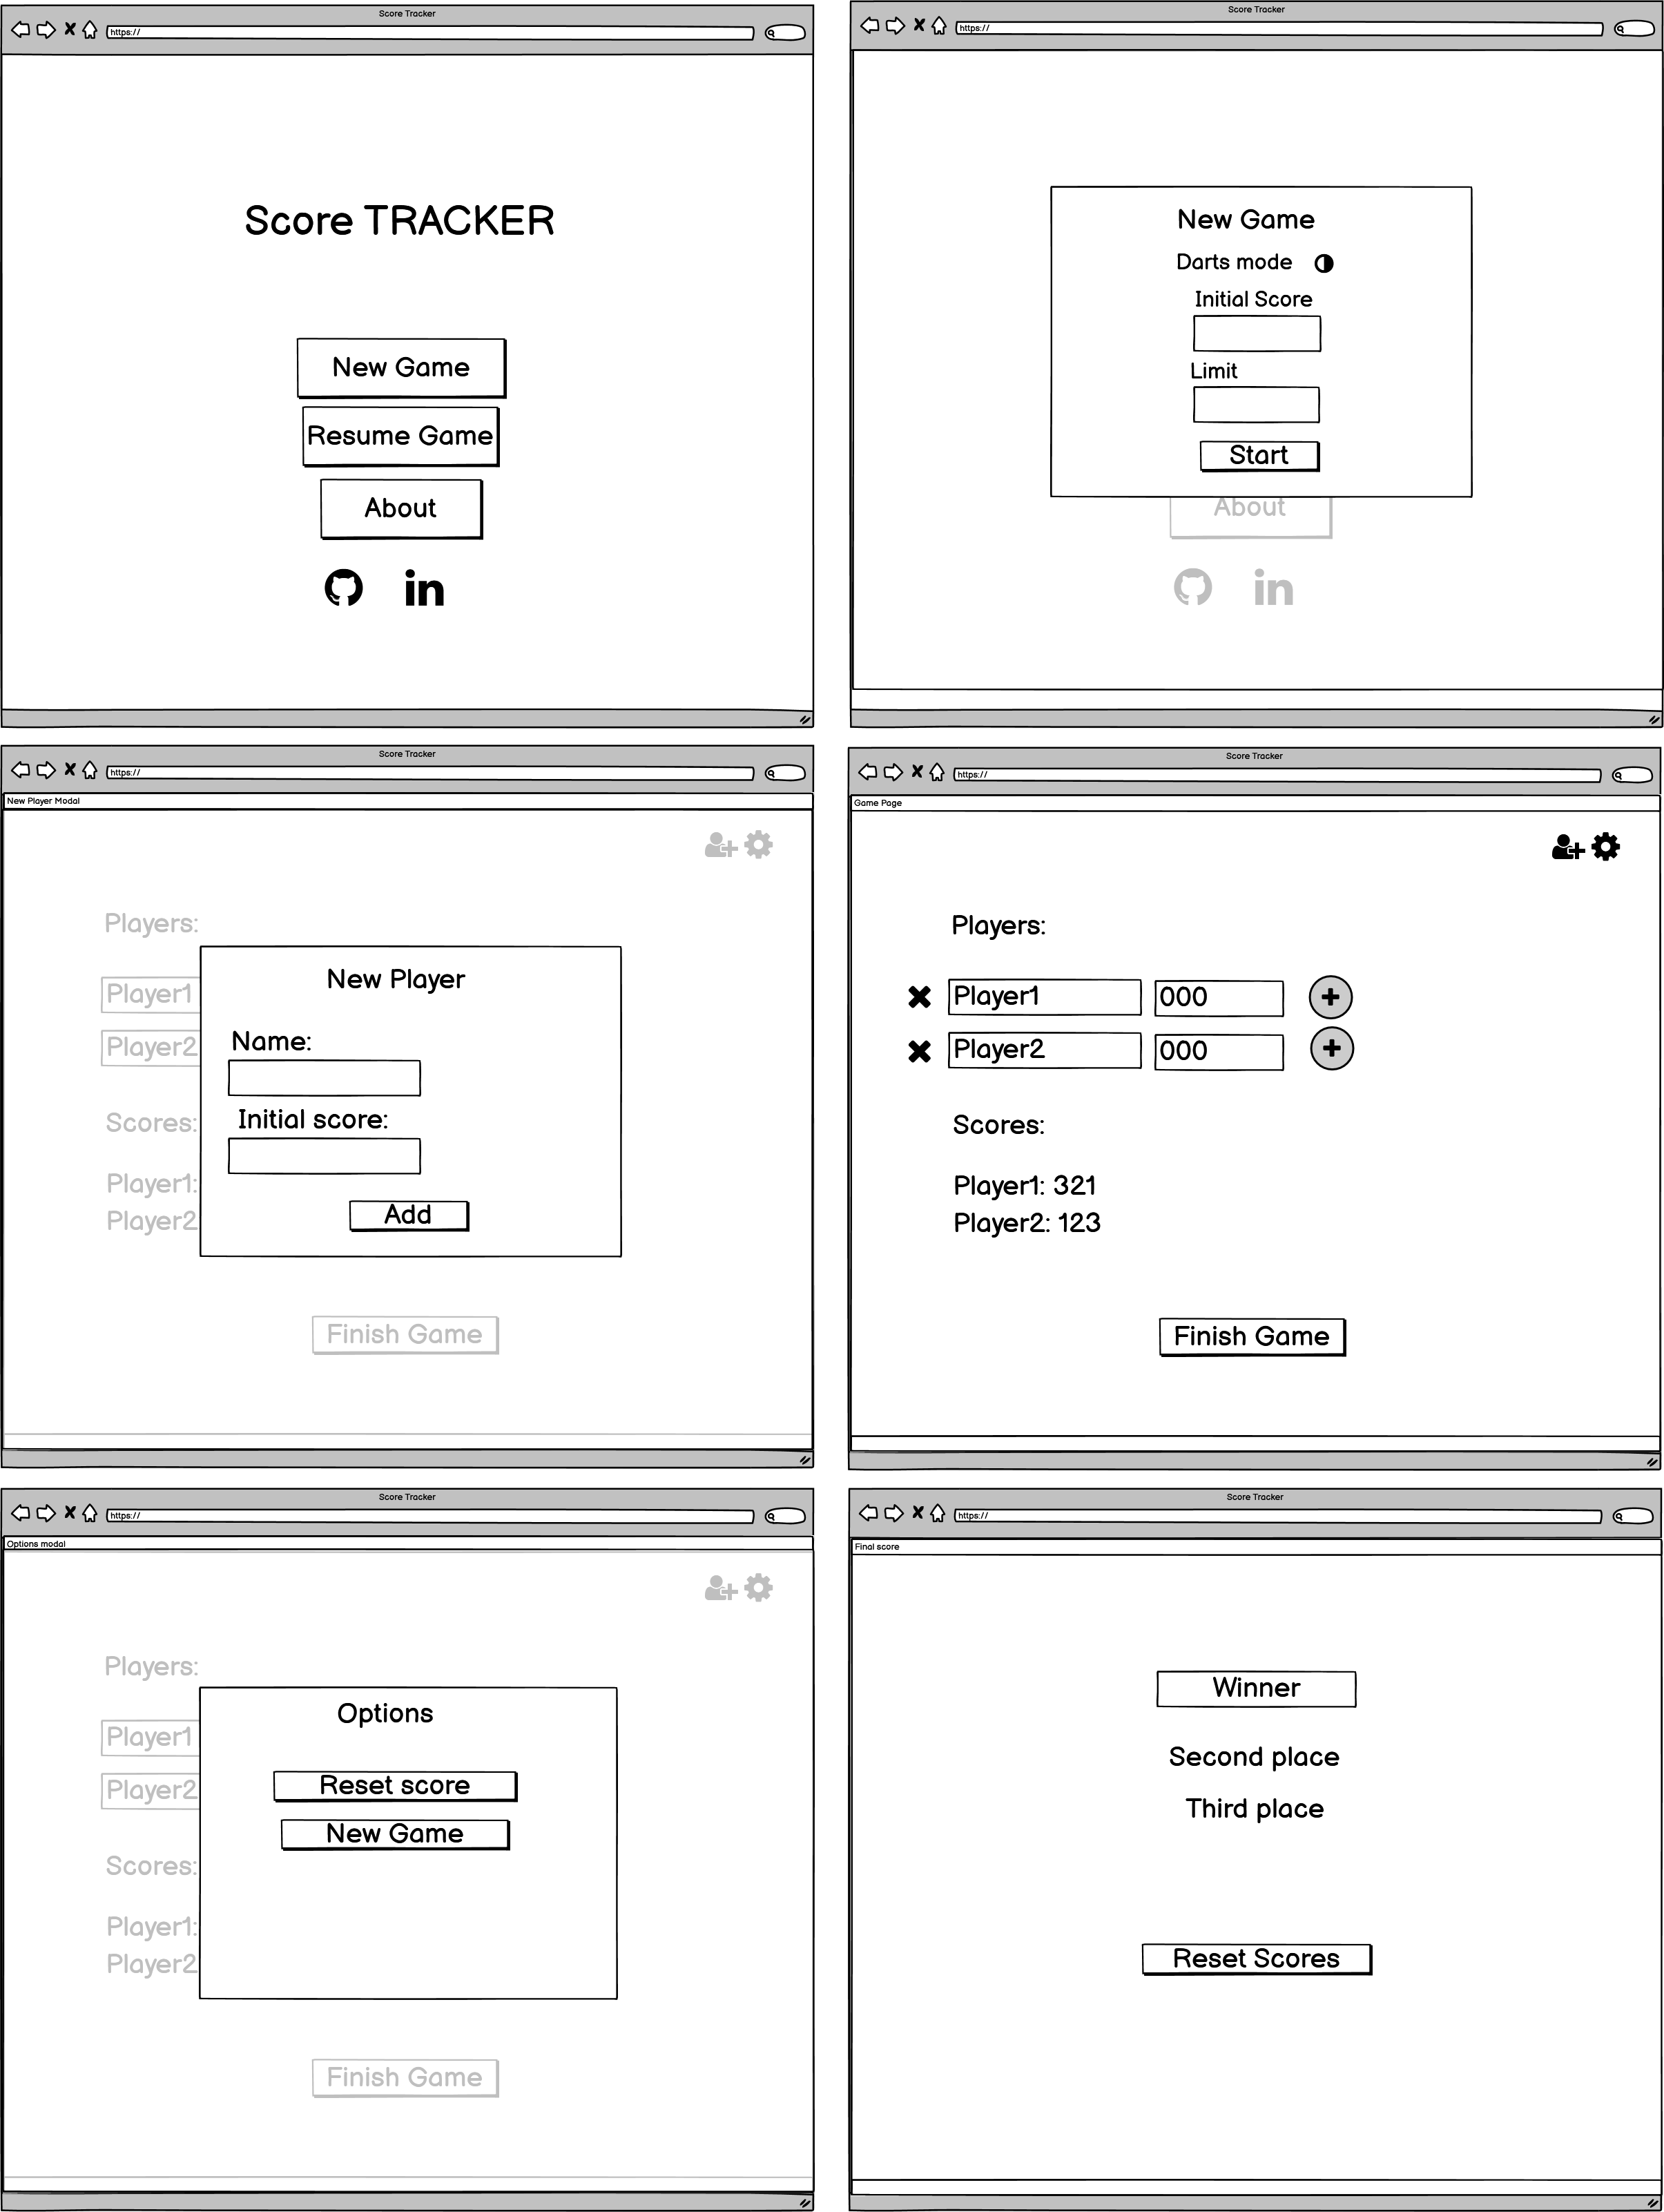 Score Tracker
https://
Score TRACKER
New Game
Resume Game
About
in
Score Tracker
https://
New Game
Darts mode
Initial Score
Limit
Start
About
in
Score Tracker
https://
New Player Modal
Players:
Player1
Player2
Scores:
Player1:
Player2
New Player
Name:
Initial score:
Add
Finish Game
Score Tracker
https://
Game Page
Players:
Player1 000
Player2 000
Scores:
Player1: 321
Player2: 123
Finish Game
Score Tracker
https://
Options modal
Players:
Player1
Player2
Scores:
Player1:
Player2
Options
Reset score
New Game
Finish Game
Score Tracker
https://
Final score
Winner
Second place
Third place
Reset Scores